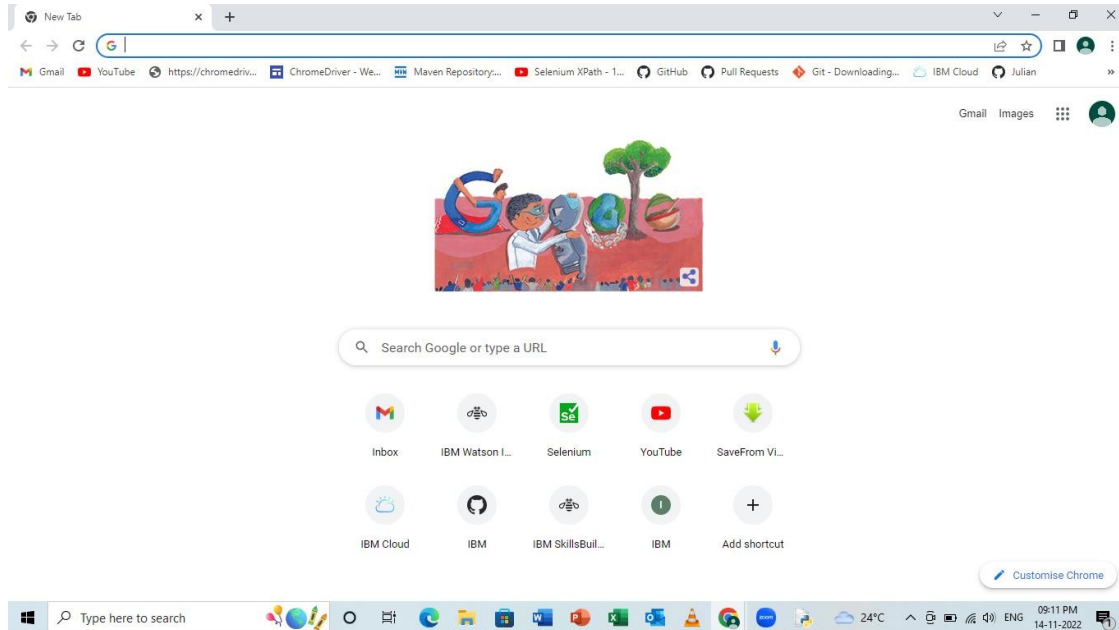 New Tab
Gmail YouTube https://chromedriv... ChromeDriver - We... Maven Repository:... Selenium XPath - 1... GitHub Pull Requests Git - Downloading... IBM Cloud Julian »
Gmail Images
Search Google or type a URL
Inbox IBM Watson I... Selenium YouTube SaveFrom Vi...
IBM Cloud IBM IBM SkillsBuil... IBM Add shortcut
Customise Chrome
Type here to search 24°C ENG 09:11 PM
14-11-2022